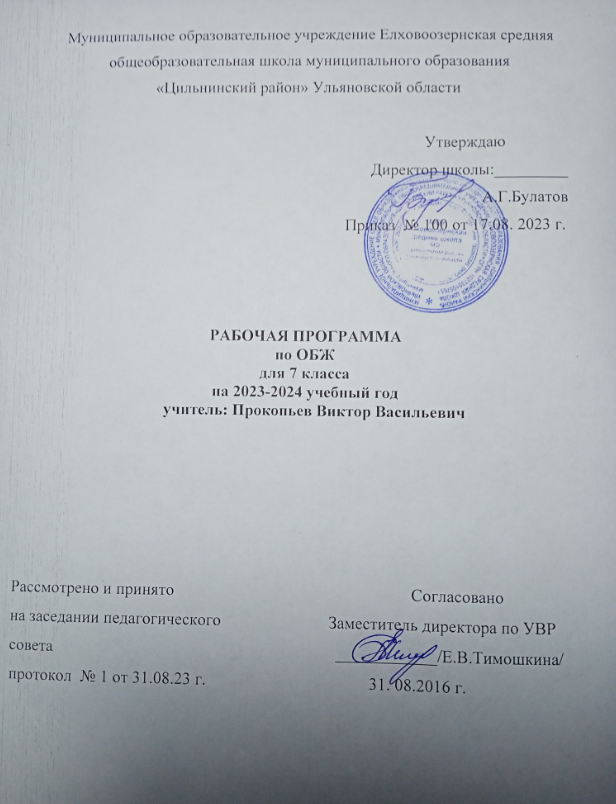 Муниципальное образовательное учреждение Елховоозернская средняя
общеобразовательная школа муниципального образования
«Цильнинский район» Ульяновской области
Утверждаю
Директор школы:__________
А.Г.Булатов
Приказ № 100 от 17.08. 2023 г.
РАБОЧАЯ ПРОГРАММА
по ОБЖ
для 7 класса
на 2023-2024 учебный год
учитель: Прокопьев Виктор Васильевич
Рассмотрено и принято
на заседании педагогического
совета
протокол № 1 от 31.08.23 г.
Согласовано
Заместитель директора по УВР
____________/Е.В.Тимошкина/
31.08.2016 г.